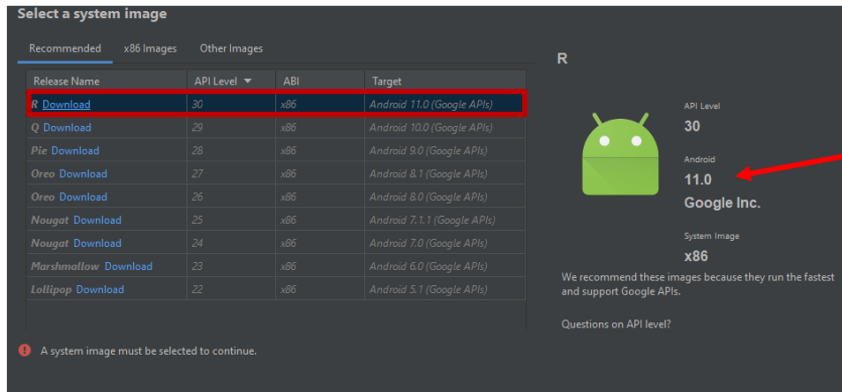 Select a system image
Recommended x86 Images Other Images
Release Name API Level ▼ ABI Target
R Download 30 x86 Android 11.0 (Google APIs)
Q Download 29 x86 Android 10.0 (Google APIs)
Pie Download 28 x86 Android 9.0 (Google APIs)
Oreo Download 27 x86 Android 8.1 (Google APIs)
Oreo Download 26 x86 Android 8.0 (Google APIs)
Nougat Download 25 x86 Android 7.1.1 (Google APIs)
Nougat Download 24 x86 Android 7.0 (Google APIs)
Marshmallow Download 23 x86 Android 6.0 (Google APIs)
Lollipop Download 22 x86 Android 5.1 (Google APIs)
A system image must be selected to continue.
R
API Level
30
Android
11.0
Google Inc.
System Image
x86
We recommend these images because they run the fastest
and support Google APIs.
Questions on API level?